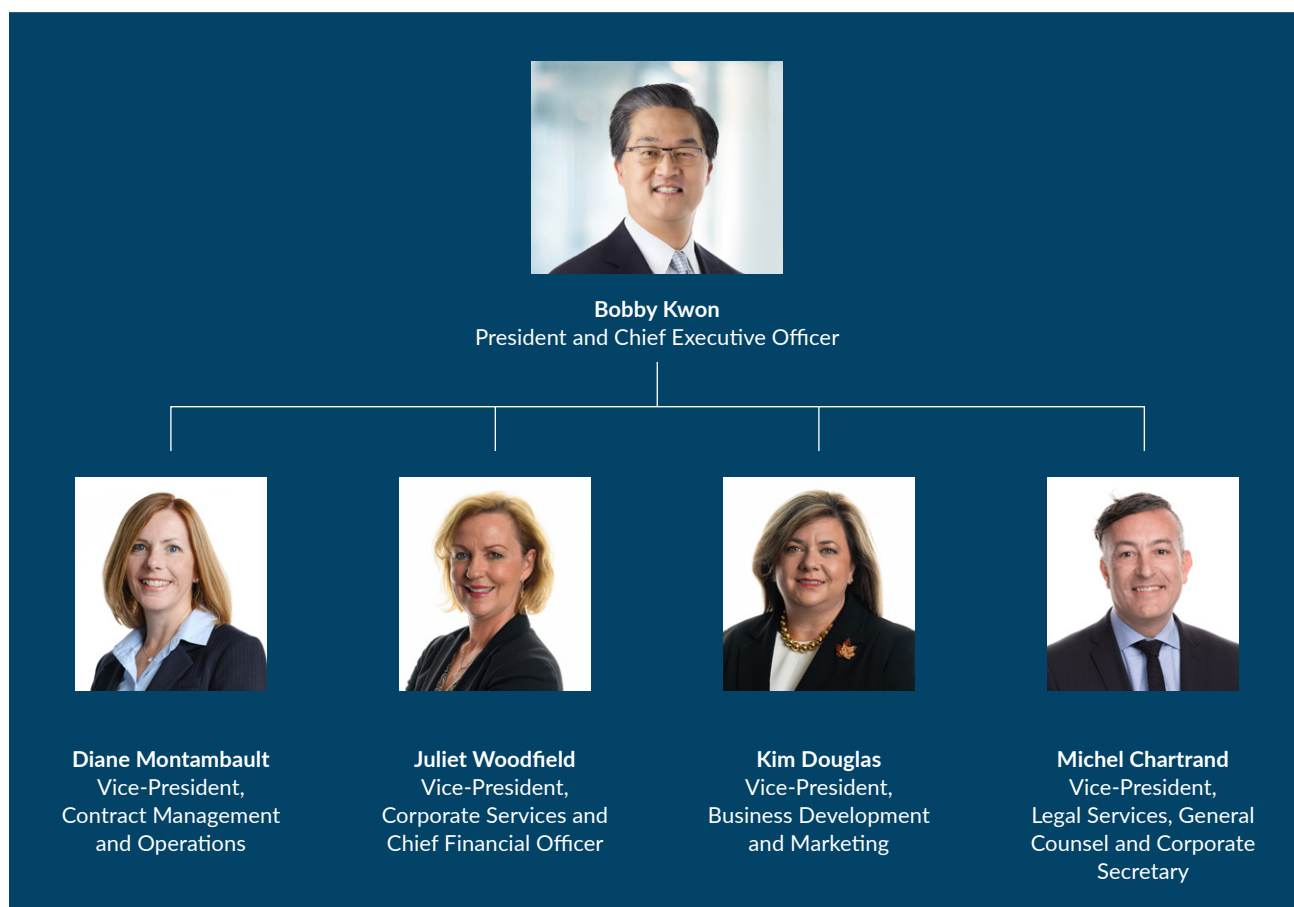 Bobby Kwon
President and Chief Executive Officer
Diane Montambault
Vice-President,
Contract Management
and Operations
Juliet Woodfield
Vice-President,
Corporate Services and
Chief Financial Officer
Kim Douglas
Vice-President,
Business Development
and Marketing
Michel Chartrand
Vice-President,
Legal Services, General
Counsel and Corporate
Secretary